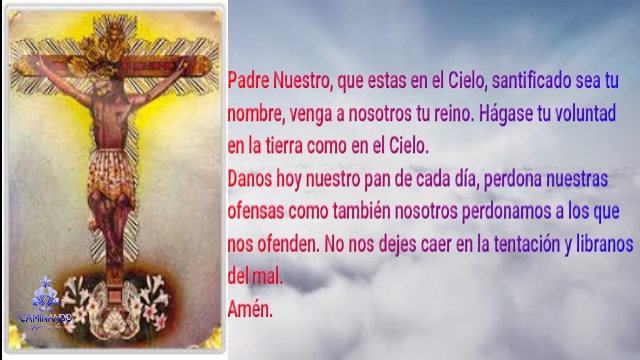 Padre Nuestro, que estas en el Cielo, santificado sea tu
nombre, venga a nosotros tu reino. Hágase tu voluntad
en la tierra como en el Cielo.
Danos hoy nuestro pan de cada día, perdona nuestras
ofensas como también nosotros perdonamos a los que
nos ofenden. No nos dejes caer en la tentación y libranos
del mal.
Amén.
CAMINANDO